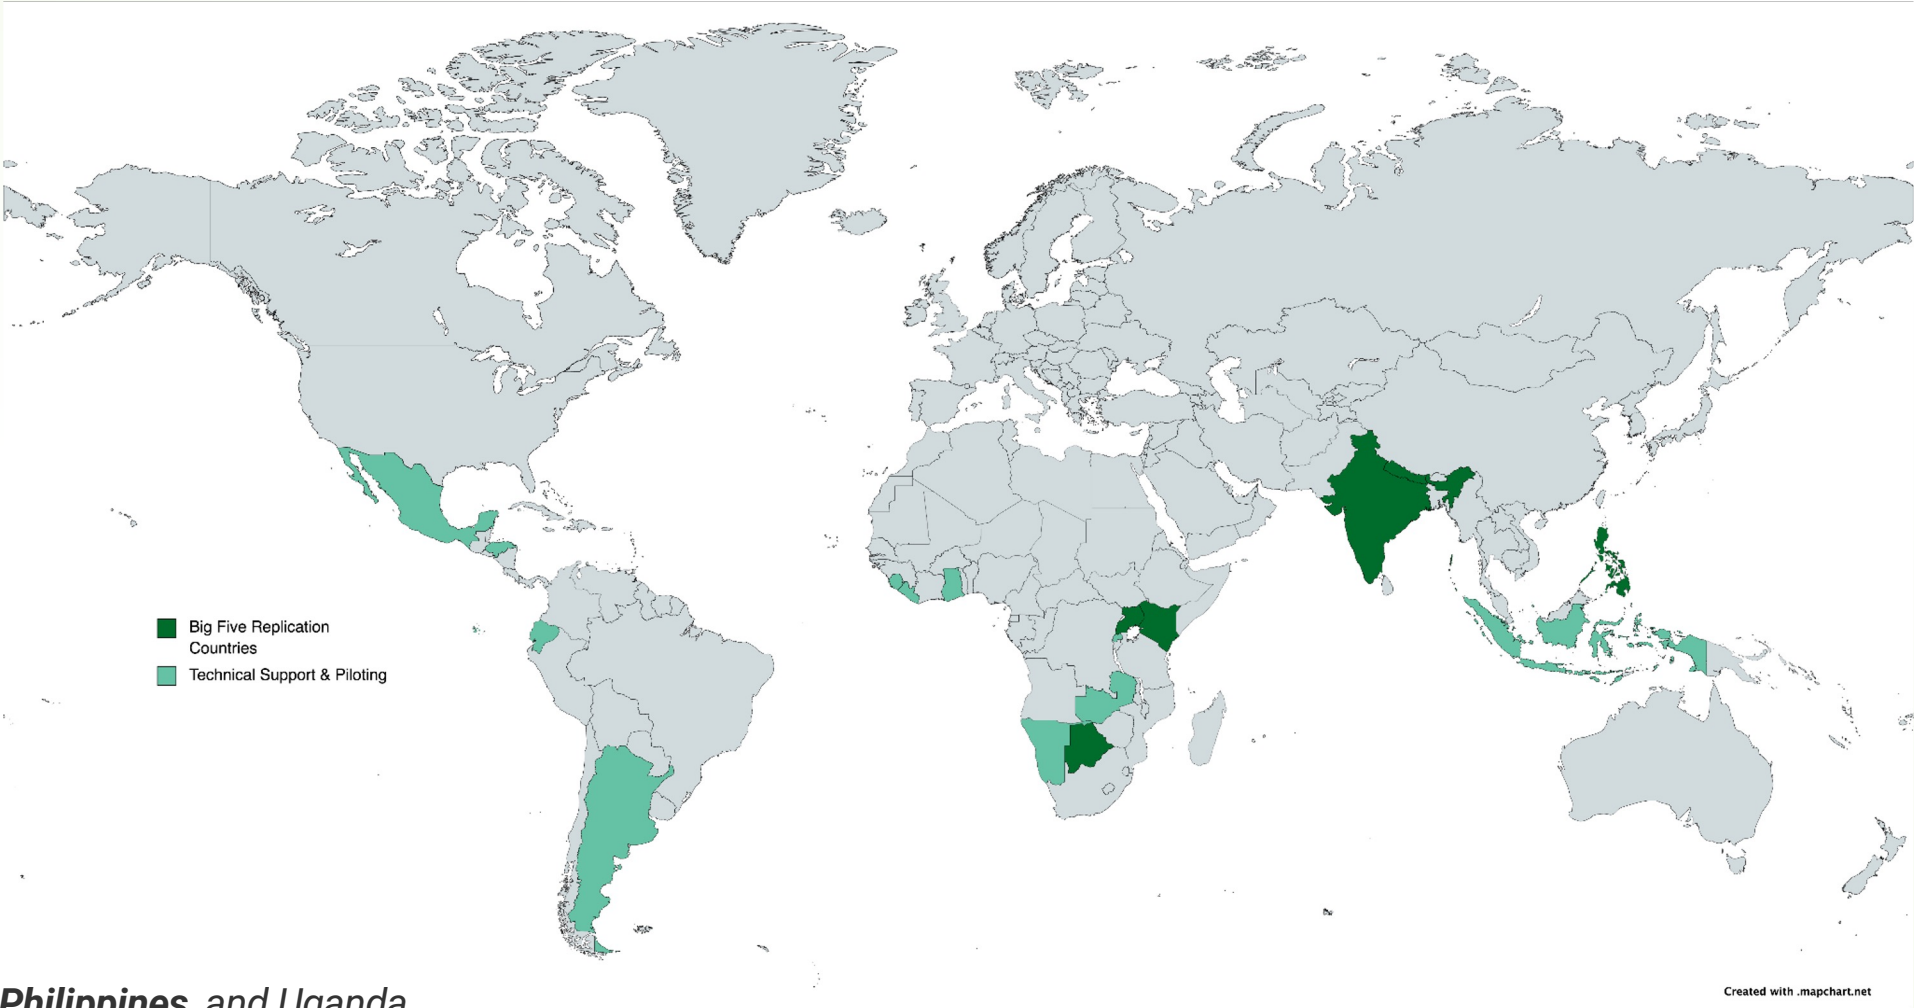 Big Five Replication
Countries
Technical Support & Piloting
Created with .mapchart.net
Philippines, and Uganda